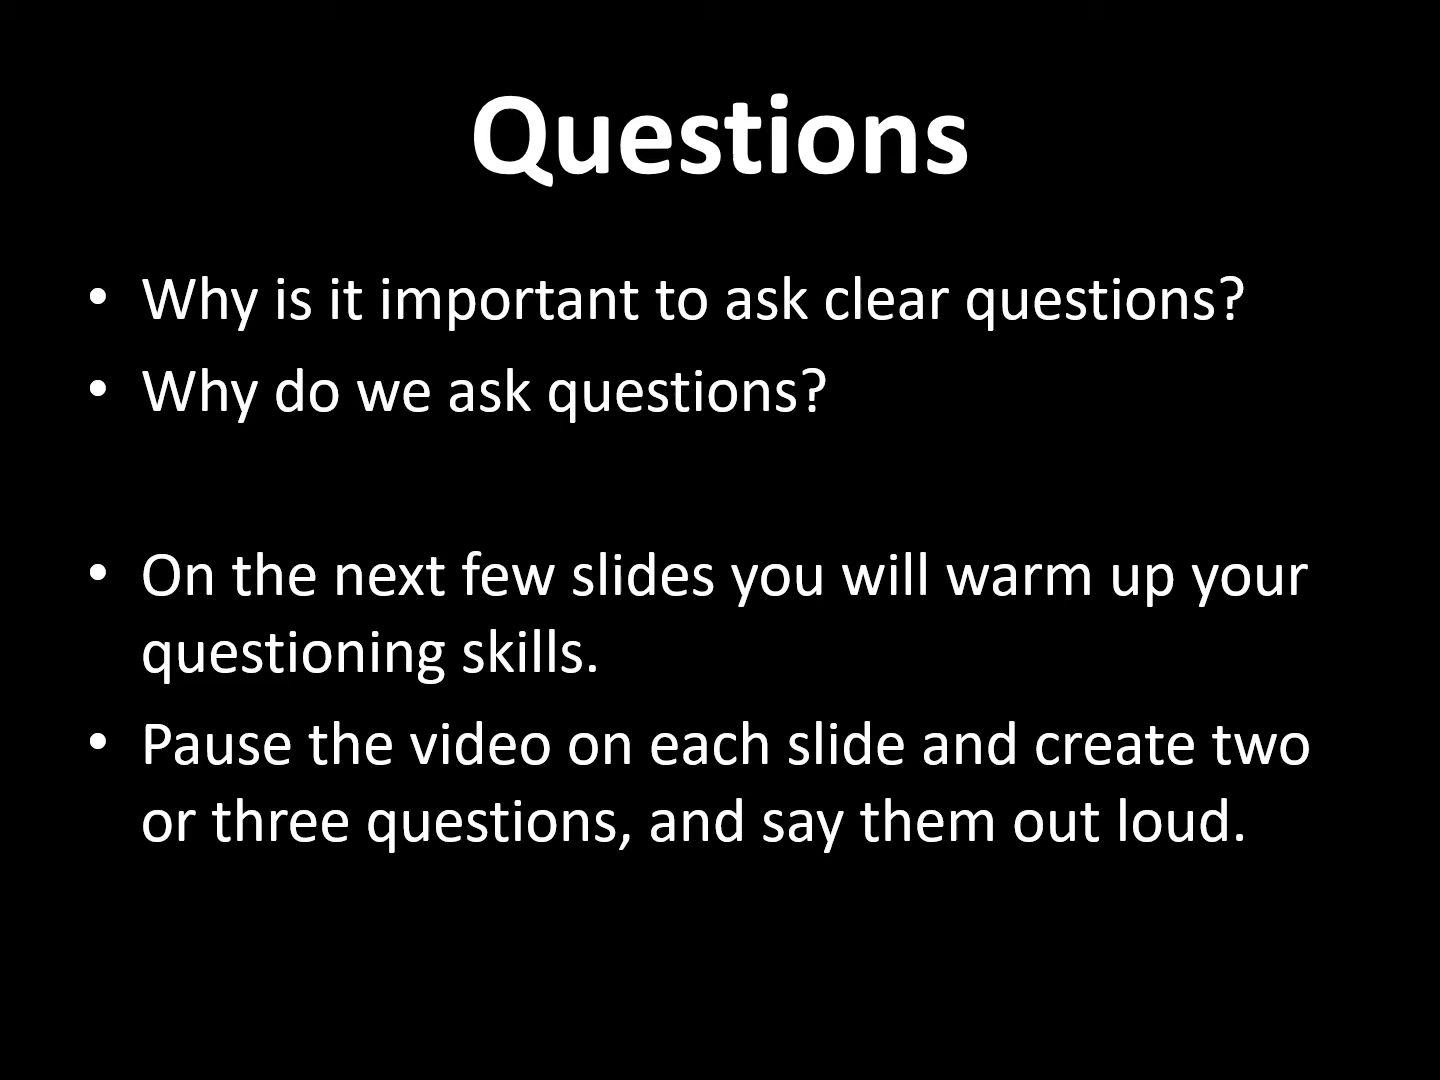 Questions
• Why is it important to ask clear questions?
• Why do we ask questions?
• On the next few slides you will warm up your
questioning skills.
• Pause the video on each slide and create two
or three questions, and say them out loud.